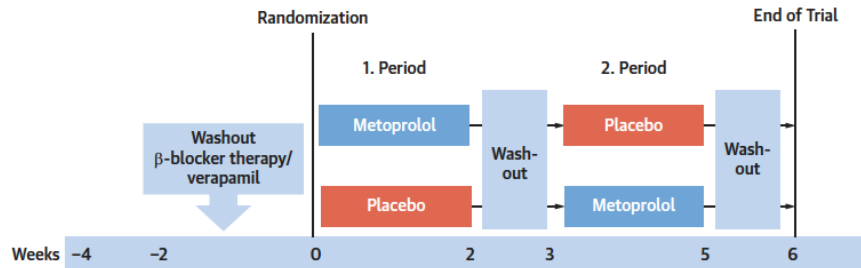 Randomization
End of Trial
1. Period
2. Period
Washout
β-blocker therapy/
verapamil
Metoprolol
Wash-
out
Placebo
Wash-
out
Placebo
Metoprolol
Weeks −4 −2 0 2 3 5 6